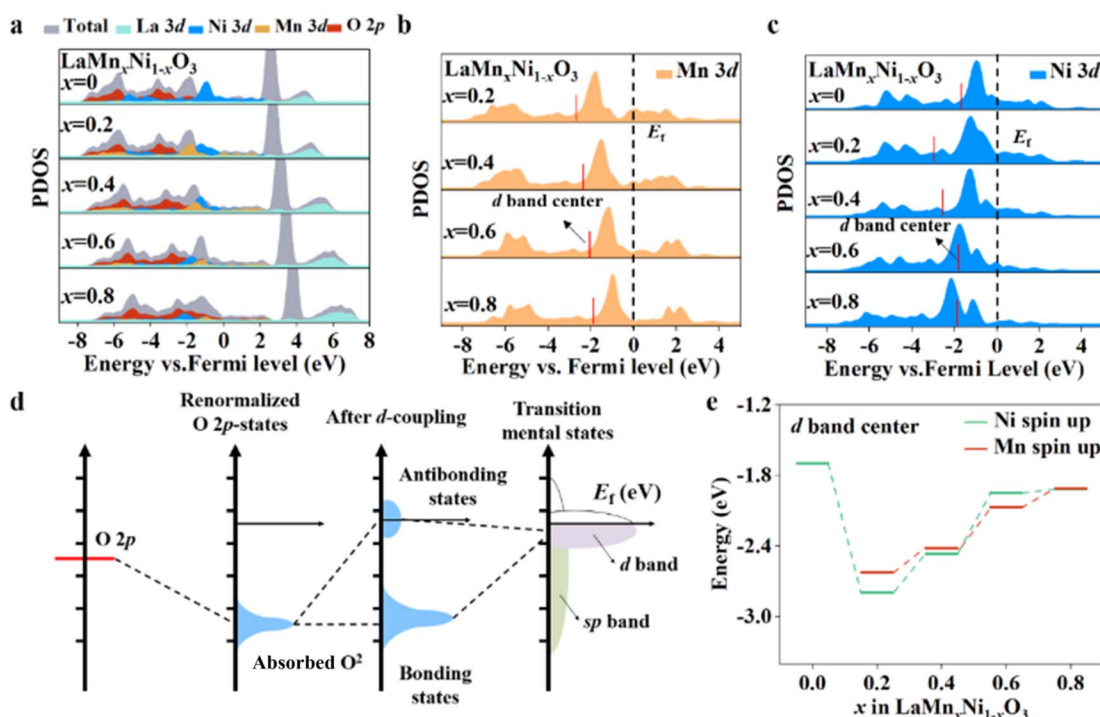 a
Total La 3d Ni 3d Mn 3d O 2p
LaMnxNi1-xO3
x=0
x=0.2
x=0.4
x=0.6
x=0.8
PDOS
-8 -6 -4 -2 0 2 4 6 8
Energy vs.Fermi level (eV)
b
LaMnxNi1-xO3
Mn 3d
x=0.2
Ef
x=0.4
d band center
x=0.6
x=0.8
PDOS
-8 -6 -4 -2 0 2 4
Energy vs. Fermi level (eV)
c
LaMnxNi1-xO3
Ni 3d
x=0
x=0.2
Ef
x=0.4
d band center
x=0.6
x=0.8
PDOS
-8 -6 -4 -2 0 2 4
Energy vs.Fermi Level (eV)
d
Renormalized
O 2p-states
After d-coupling
Transition
mental states
Antibonding
states
Ef (eV)
O 2p
d band
sp band
Absorbed O2
Bonding
states
e
d band center
Ni spin up
Mn spin up
-1.2
-1.8
-2.4
-3.0
Energy (eV)
0.0 0.2 0.4 0.6 0.8
x in LaMnxNi1-xO3